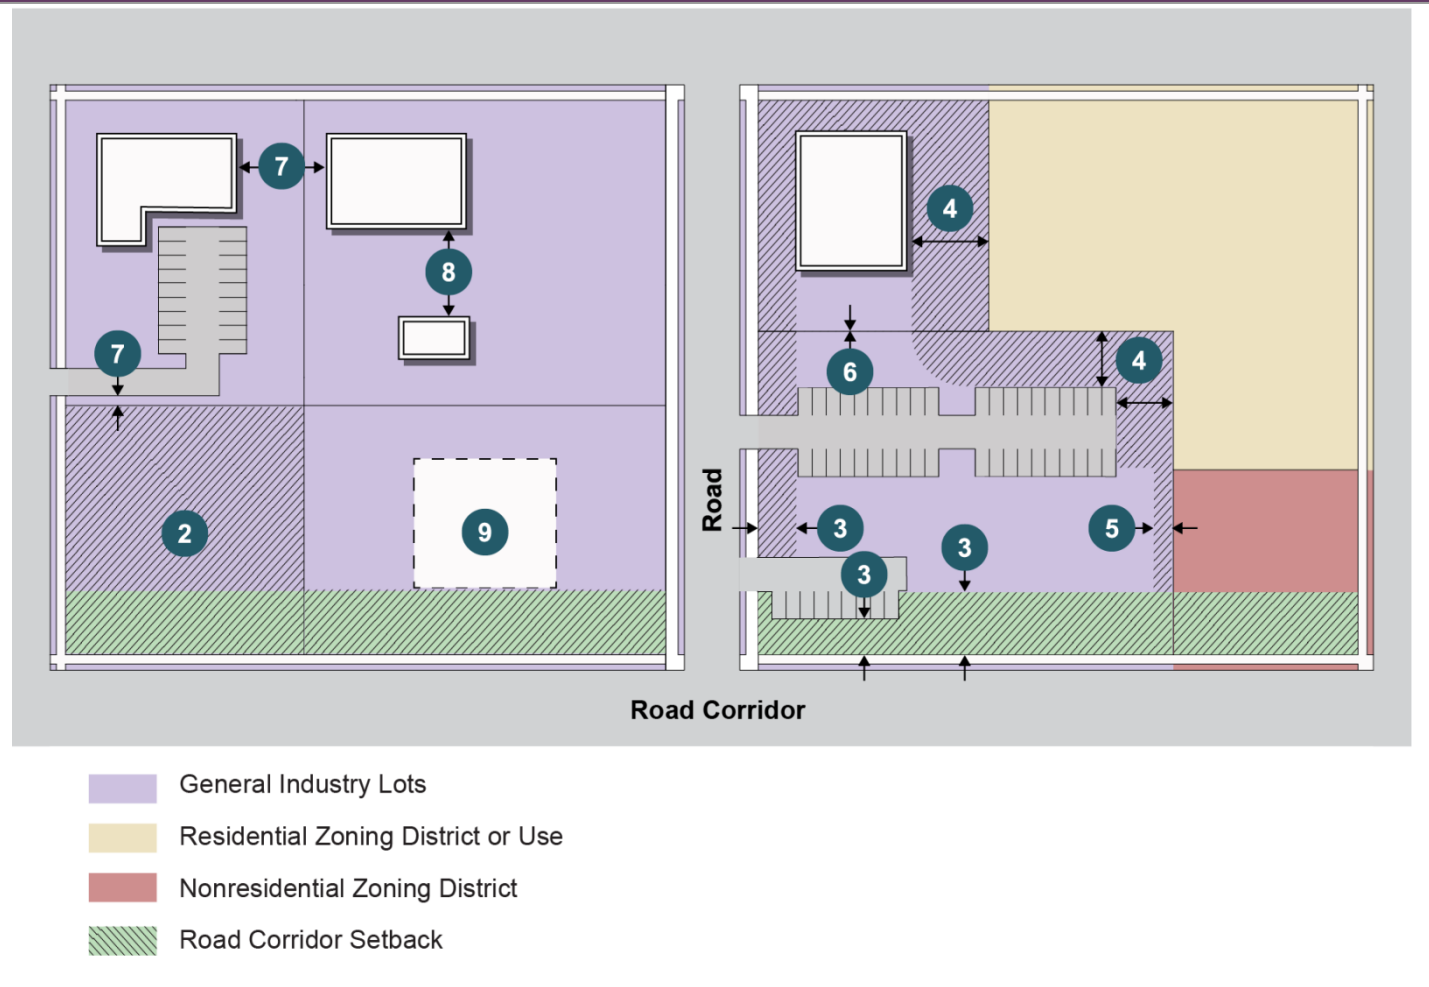 7
4
8
7
6
4
Road
2
9
3
5
3
3
Road Corridor
General Industry Lots
Residential Zoning District or Use
Nonresidential Zoning District
Road Corridor Setback